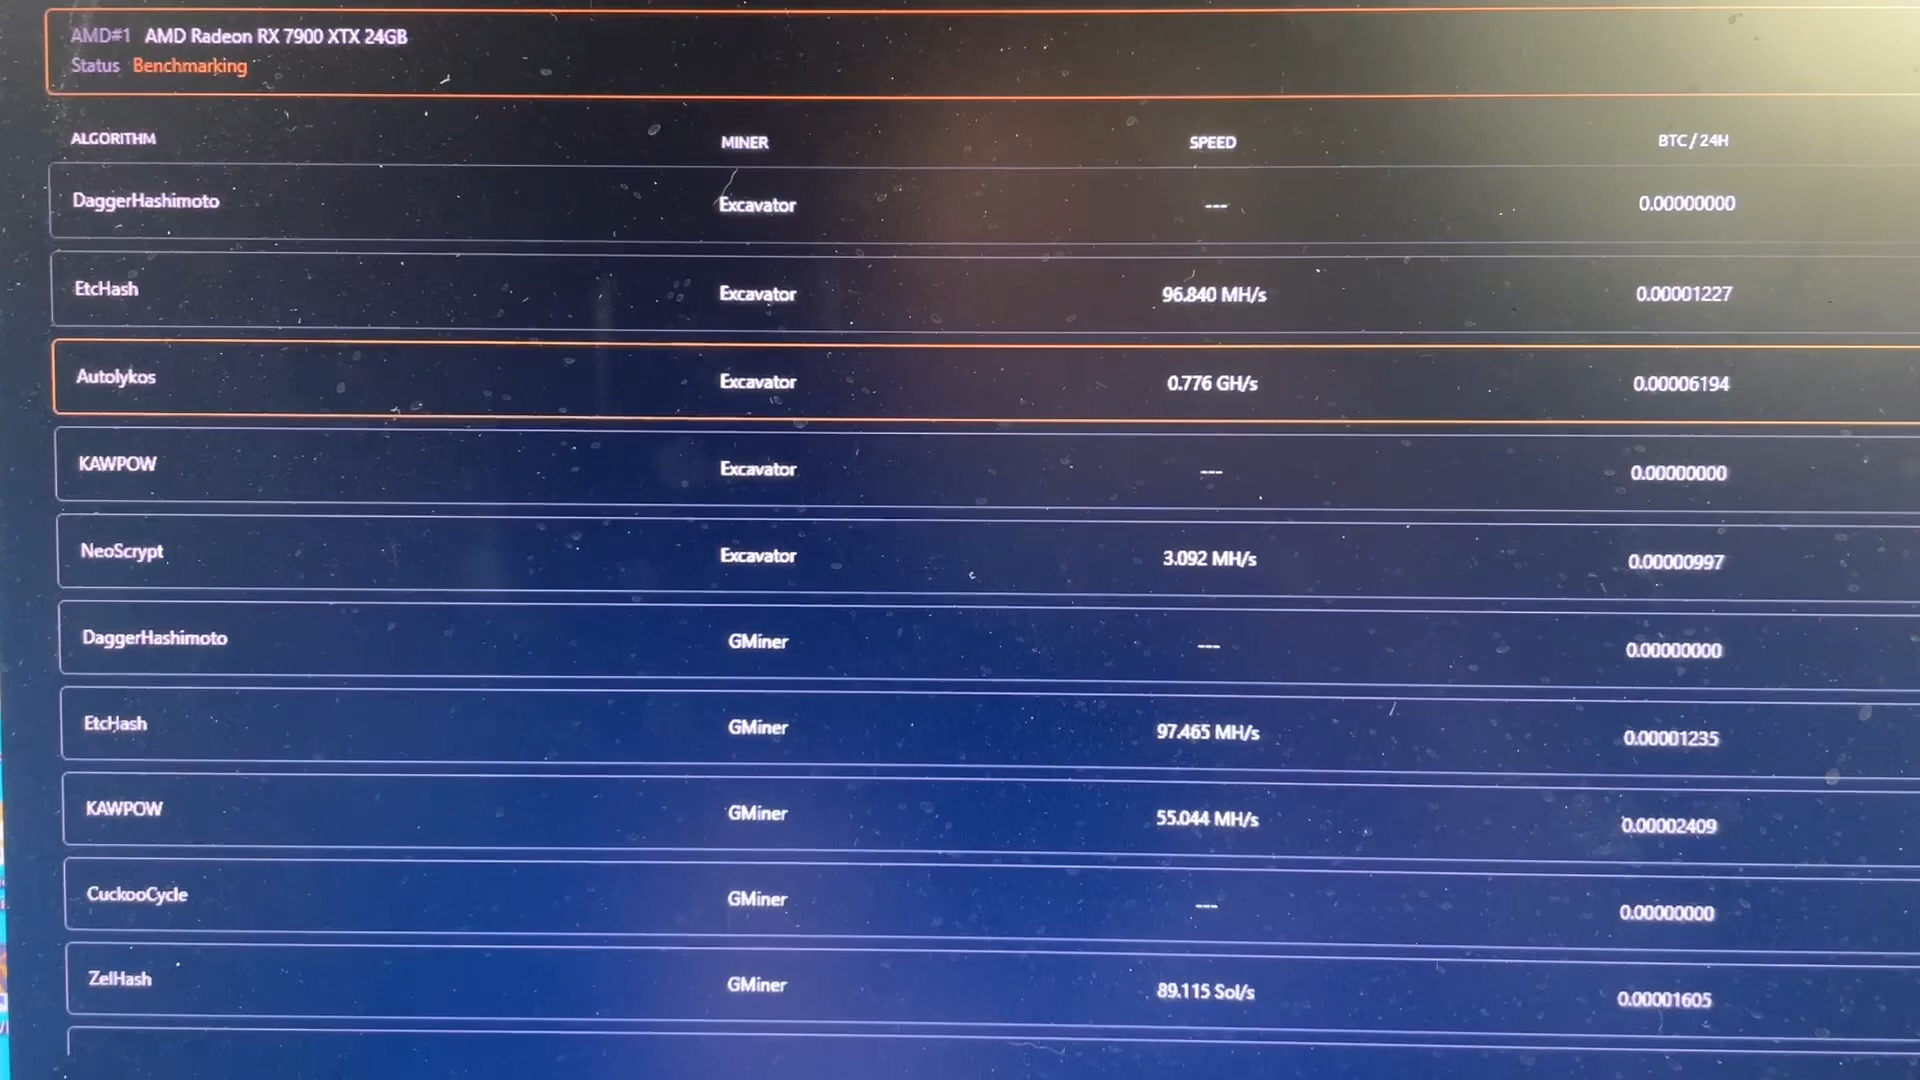 AMD#1 AMD Radeon RX 7900 XTX 24GB
Status Benchmarking
ALGORITHM MINER SPEED BTC / 24H
DaggerHashimoto Excavator --- 0.00000000
EtcHash Excavator 96.840 MH/s 0.00001227
Autolykos Excavator 0.776 GH/s 0.00006194
KAWPOW Excavator --- 0.00000000
NeoScrypt Excavator 3.092 MH/s 0.00000997
DaggerHashimoto GMiner --- 0.00000000
EtcHash GMiner 97.465 MH/s 0.00001235
KAWPOW GMiner 55.044 MH/s 0.00002409
CuckooCycle GMiner --- 0.00000000
ZelHash GMiner 89.115 Sol/s 0.00001605